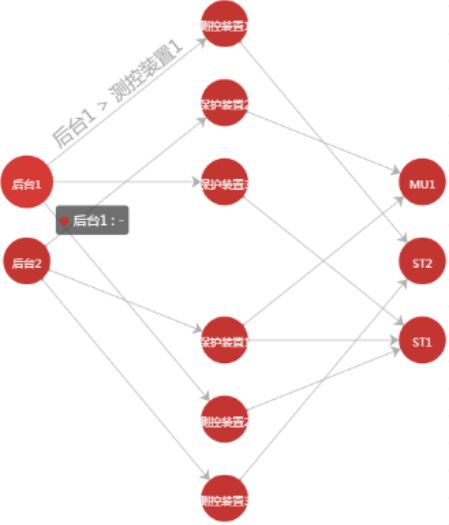 测控装置1
后台1 > 测控装置1
保护装置2
后台1
保护装置3
MU1
后台1 : -
后台2
ST2
保护装置1
ST1
测控装置2
测控装置3